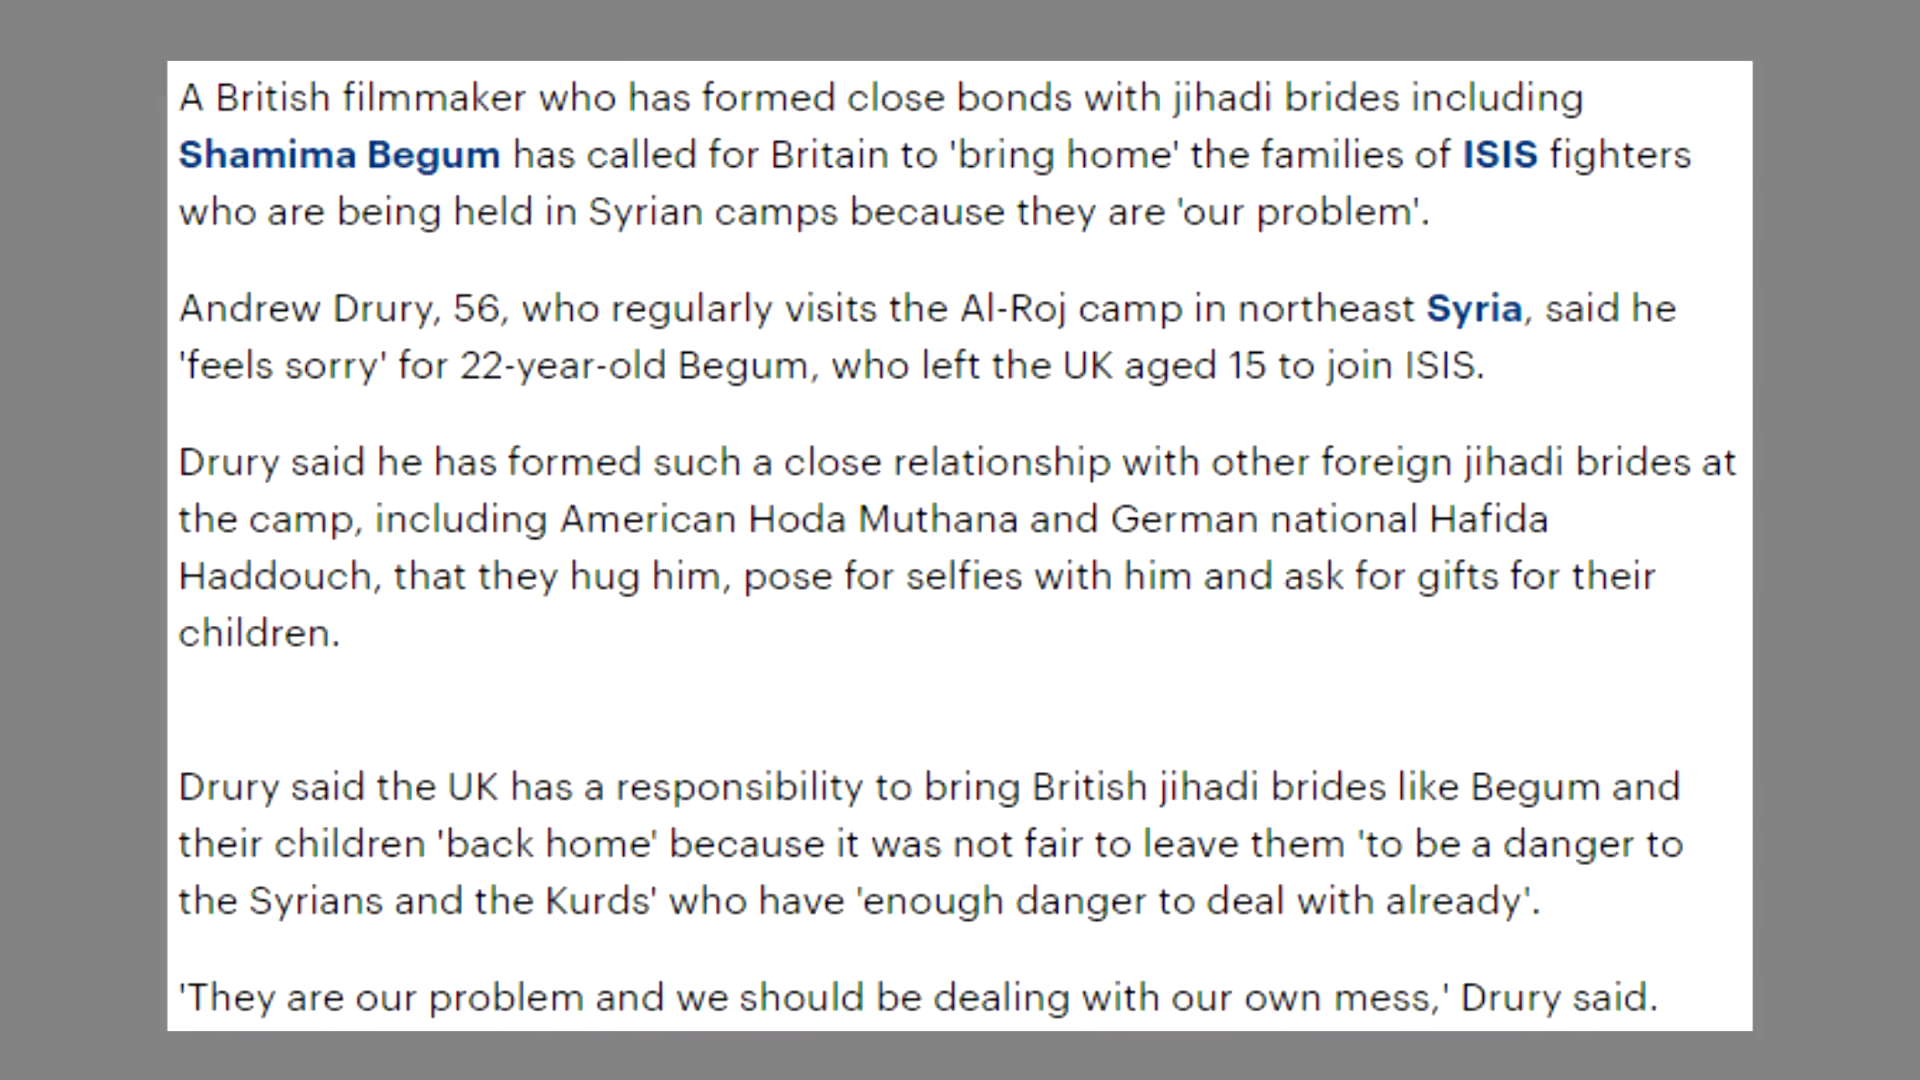 A British filmmaker who has formed close bonds with jihadi brides including
Shamima Begum has called for Britain to 'bring home' the families of ISIS fighters
who are being held in Syrian camps because they are 'our problem'.
Andrew Drury, 56, who regularly visits the Al-Roj camp in northeast Syria, said he
'feels sorry' for 22-year-old Begum, who left the UK aged 15 to join ISIS.
Drury said he has formed such a close relationship with other foreign jihadi brides at
the camp, including American Hoda Muthana and German national Hafida
Haddouch, that they hug him, pose for selfies with him and ask for gifts for their
children.
Drury said the UK has a responsibility to bring British jihadi brides like Begum and
their children 'back home' because it was not fair to leave them 'to be a danger to
the Syrians and the Kurds' who have 'enough danger to deal with already'.
'They are our problem and we should be dealing with our own mess,' Drury said.